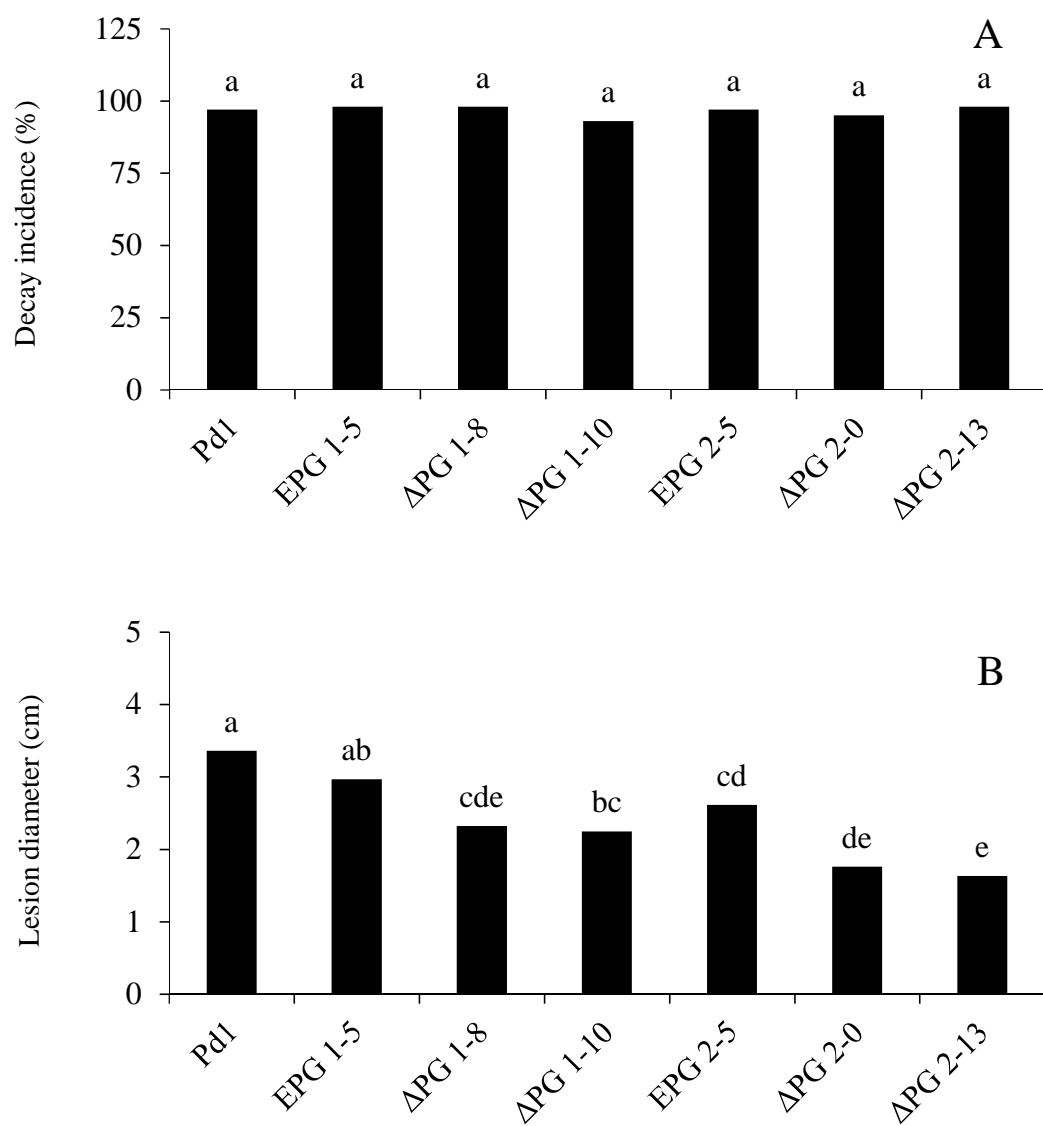 A
Decay incidence (%)
125
100
75
50
25
0
a a a a a a a
Pd1 EPG 1-5 ΔPG 1-8 ΔPG 1-10 EPG 2-5 ΔPG 2-0 ΔPG 2-13
B
Lesion diameter (cm)
5
4
3
2
1
0
a ab cde bc cd de e
Pd1 EPG 1-5 ΔPG 1-8 ΔPG 1-10 EPG 2-5 ΔPG 2-0 ΔPG 2-13